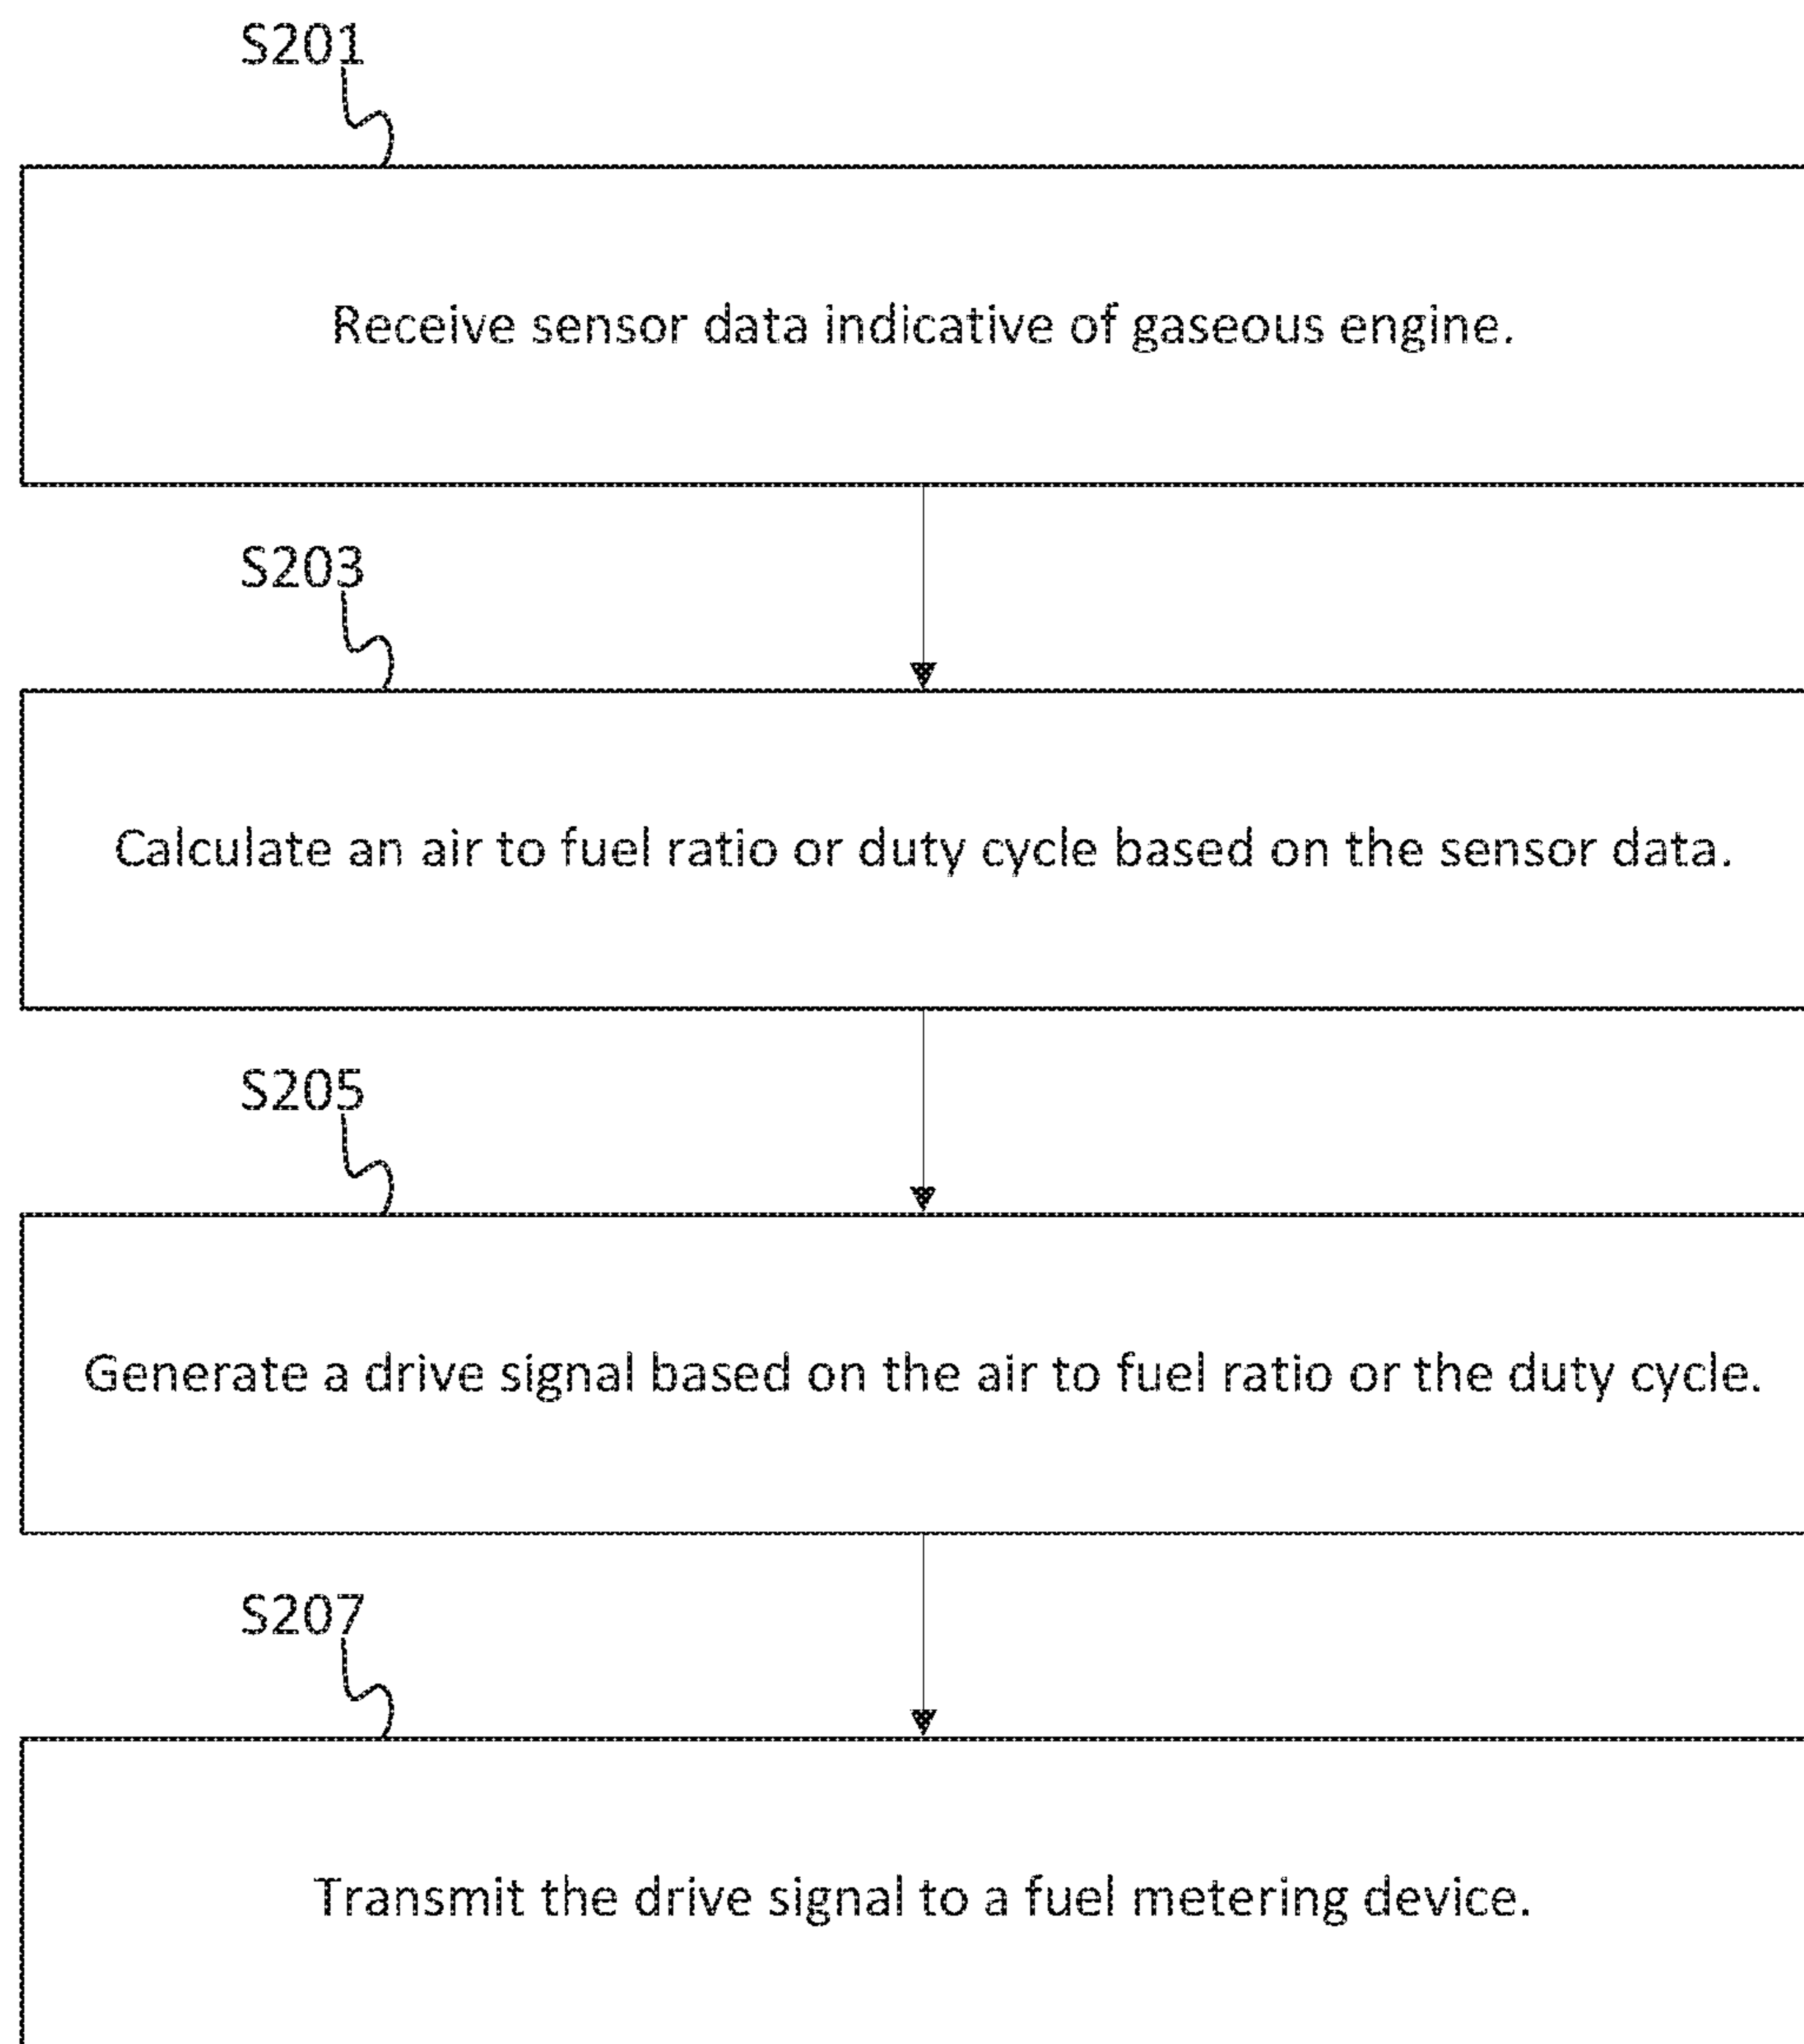 S201
Receive sensor data indicative of gaseous engine.
S203
Calculate an air to fuel ratio or duty cycle based on the sensor data.
S205
Generate a drive signal based on the air to fuel ratio or the duty cycle.
S207
Transmit the drive signal to a fuel metering device.